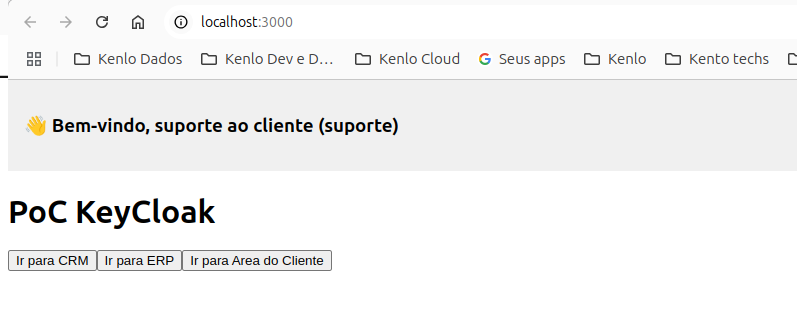 localhost:3000
Kenlo Dados Kenlo Dev e D… Kenlo Cloud Seus apps Kenlo Kento techs
👋 Bem-vindo, suporte ao cliente (suporte)
PoC KeyCloak
Ir para CRM Ir para ERP Ir para Area do Cliente